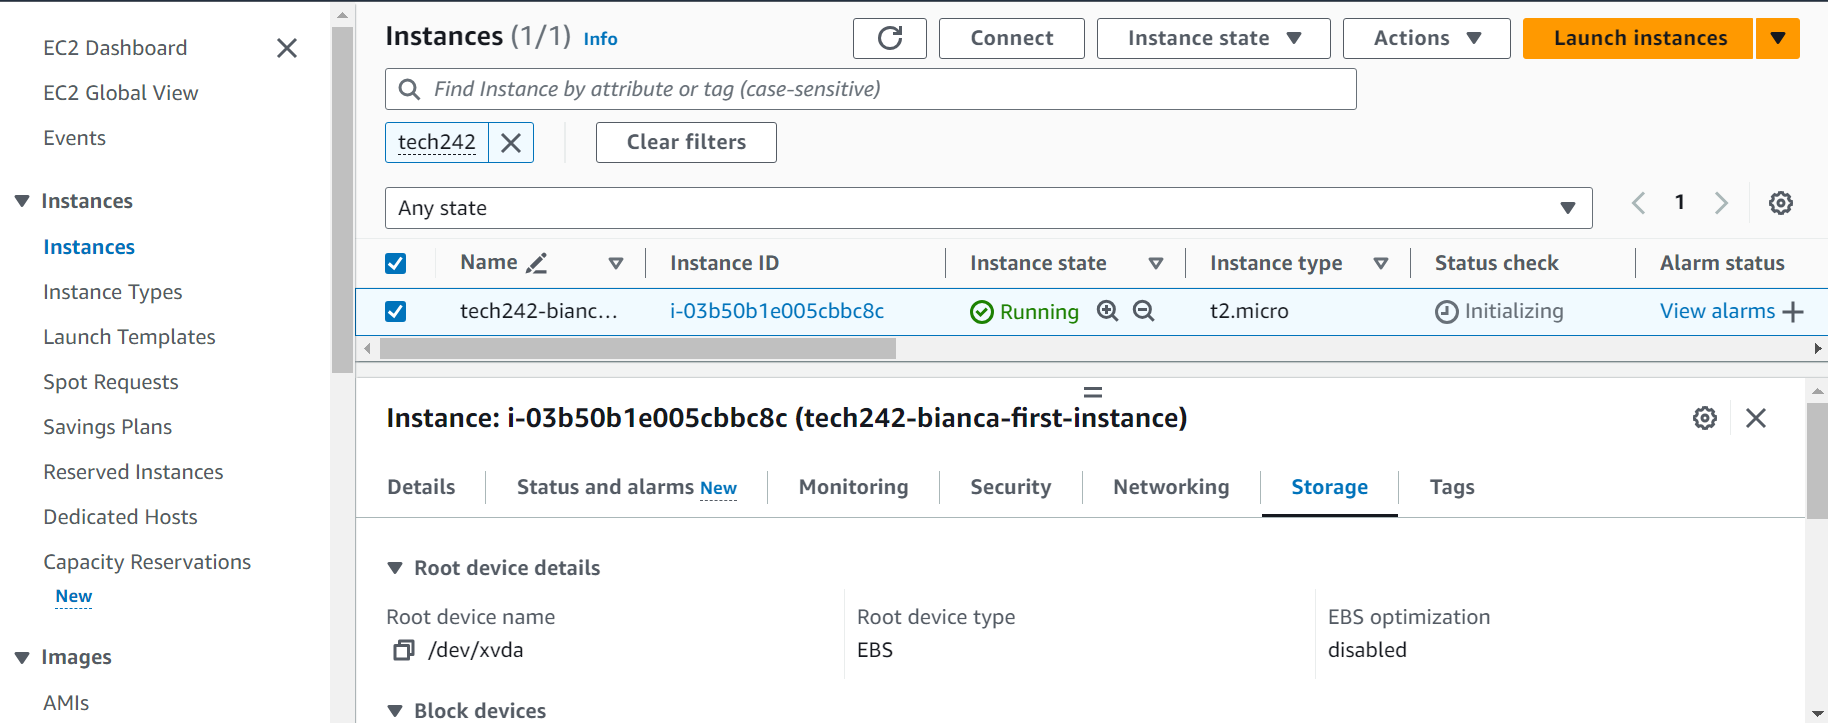 EC2 Dashboard
EC2 Global View
Events
Instances
Instances
Instance Types
Launch Templates
Spot Requests
Savings Plans
Reserved Instances
Dedicated Hosts
Capacity Reservations
New
Images
AMIs
Instances (1/1) Info
Connect
Instance state
Actions
Launch instances
Find Instance by attribute or tag (case-sensitive)
tech242
Clear filters
Any state
1
Name Instance ID Instance state Instance type Status check Alarm status
tech242-bianc... i-03b50b1e005cbbc8c Running t2.micro Initializing View alarms
Instance: i-03b50b1e005cbbc8c (tech242-bianca-first-instance)
Details Status and alarms New Monitoring Security Networking Storage Tags
Root device details
Root device name Root device type EBS optimization
/dev/xvda EBS disabled
Block devices